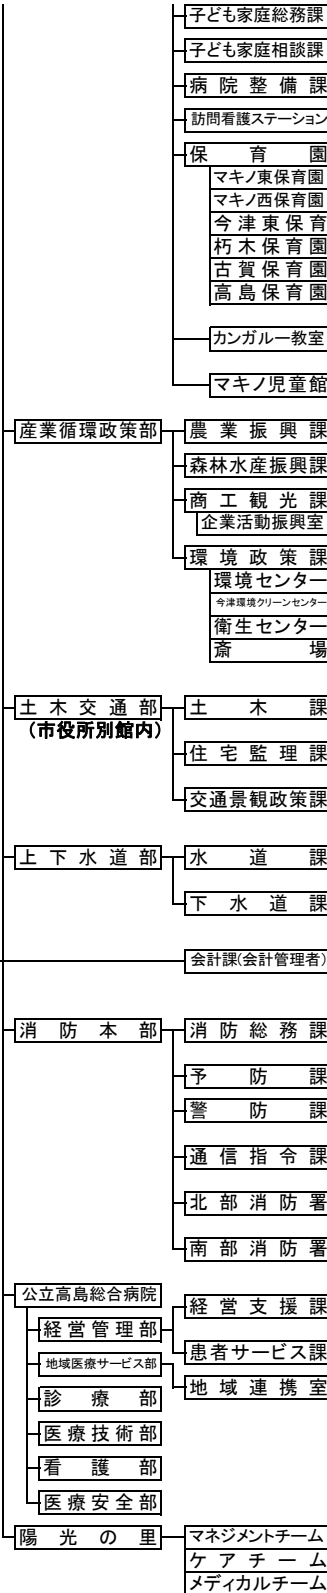 子ども家庭総務課
子ども家庭相談課
病院整備課
訪問看護ステーション
保育園
マキノ東保育園
マキノ西保育園
今津東保育
朽木保育園
古賀保育園
高島保育園
カンガルー教室
マキノ児童館
産業循環政策部
農業振興課
森林水産振興課
商工観光課
企業活動振興室
環境政策課
環境センター
今津環境クリーンセンター
衛生センター
斎場
土木交通部
(市役所別館内)
土木課
住宅監理課
交通景観政策課
上下水道部
水道課
下水道課
会計課(会計管理者)
消防本部
消防総務課
予防課
警防課
通信指令課
北部消防署
南部消防署
公立高島総合病院
経営管理部
経営支援課
患者サービス課
地域医療サービス部
地域連携室
診療部
医療技術部
看護部
医療安全部
陽光の里
マネジメントチーム
ケアチーム
メディカルチーム